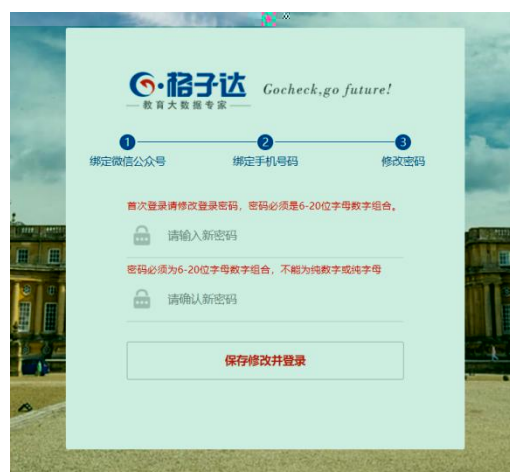 格子达 Gocheck,go future!
教育大数据专家
1 2 3
绑定微信公众号 绑定手机号码 修改密码
首次登录请修改登录密码，密码必须是6-20位字母数字组合。
请输入新密码
密码必须为6-20位字母数字组合，不能为纯数字或纯字母
请确认新密码
保存修改并登录